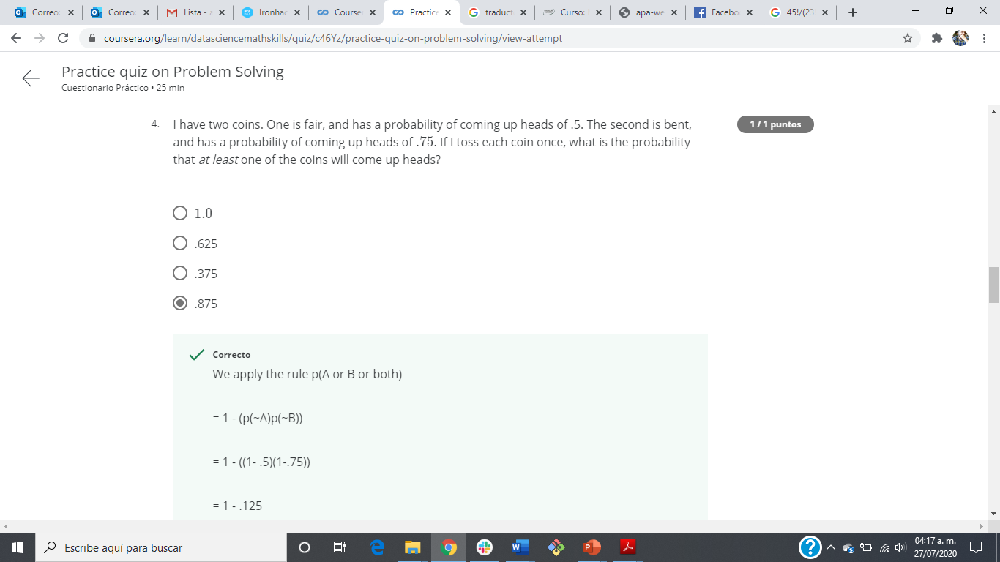 Correo:
Correo:
Lista -
Ironhac
Course
Practice
traduct
Curso:
apa-we
Facebo
45!/(23
coursera.org/learn/datasciencemathskills/quiz/c46Yz/practice-quiz-on-problem-solving/view-attempt
Practice quiz on Problem Solving
Cuestionario Práctico • 25 min
4. I have two coins. One is fair, and has a probability of coming up heads of .5. The second is bent,
and has a probability of coming up heads of .75. If I toss each coin once, what is the probability
that at least one of the coins will come up heads?
1 / 1 puntos
1.0
.625
.375
.875
Correcto
We apply the rule p(A or B or both)
= 1 - (p(~A)p(~B))
= 1 - ((1- .5)(1-.75))
= 1 - .125
Escribe aquí para buscar
04:17 a. m.
27/07/2020